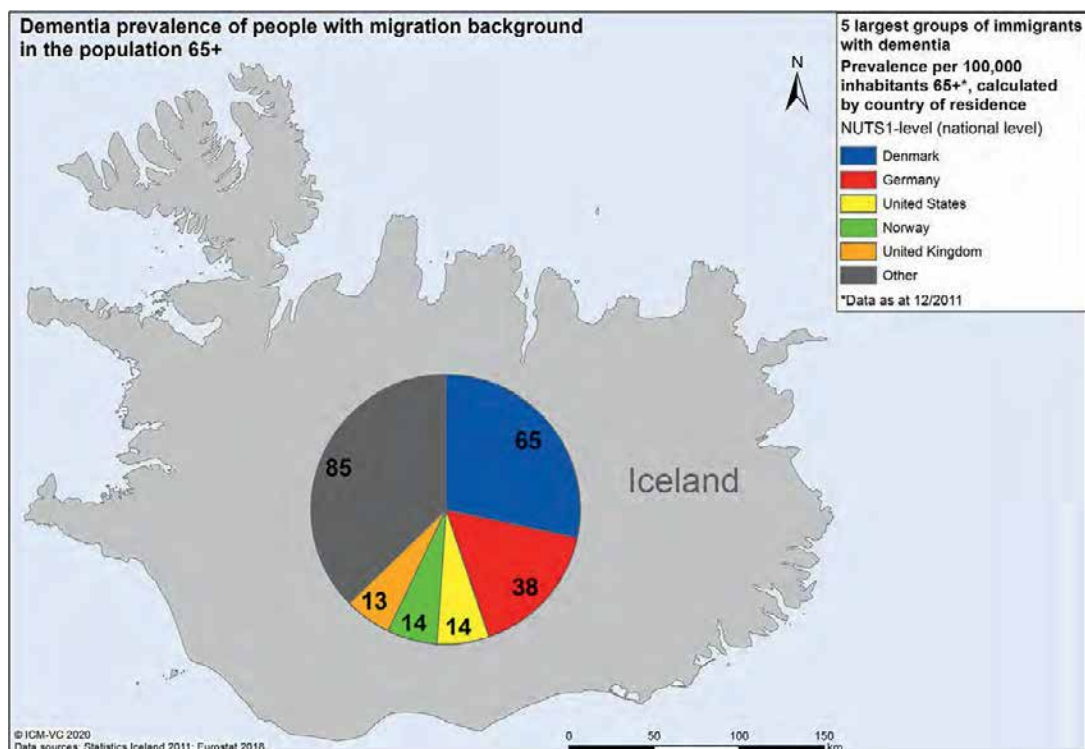 Dementia prevalence of people with migration background
in the population 65+
N
5 largest groups of immigrants
with dementia
Prevalence per 100,000
inhabitants 65+*, calculated
by country of residence
NUTS1-level (national level)
Denmark
Germany
United States
Norway
United Kingdom
Other
*Data as at 12/2011
65
85
Iceland
38
13
14
14
© ICM-VC 2020
Data sources: Statistics Iceland 2011; Eurostat 2018
0 50 100 150
km